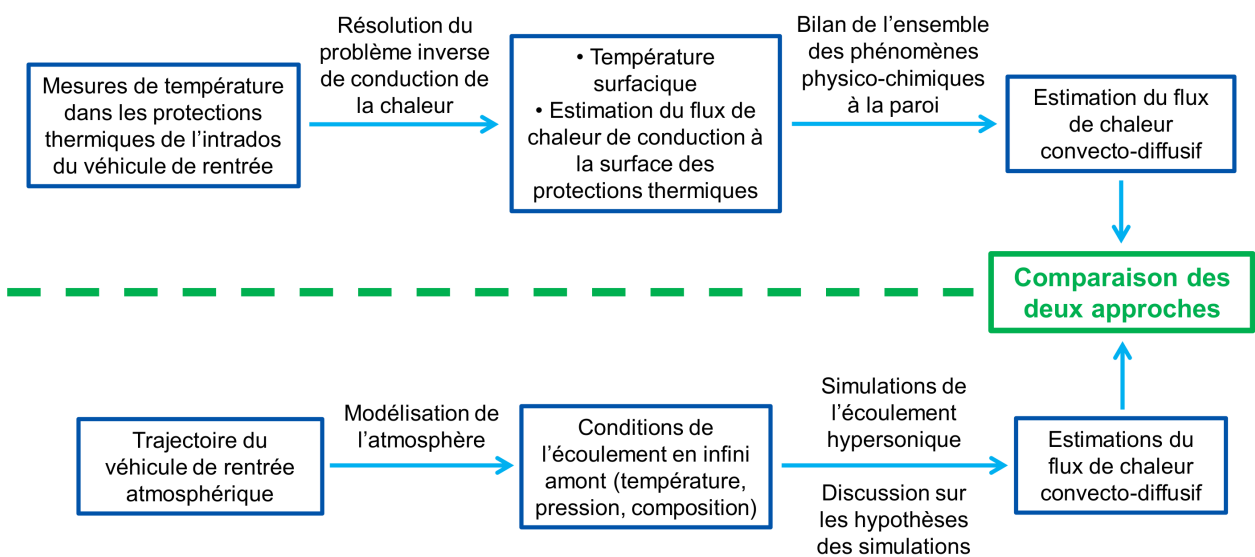 Mesures de température
dans les protections
thermiques de l’intrados
du véhicule de rentrée
Résolution du
problème inverse
de conduction de
la chaleur
• Température
surfacique
• Estimation du flux de
chaleur de conduction à
la surface des
protections thermiques
Bilan de l’ensemble
des phénomènes
physico-chimiques
à la paroi
Estimation du flux
de chaleur
convecto-diffusif
Comparaison des
deux approches
Trajectoire du
véhicule de rentrée
atmosphérique
Modélisation de
l’atmosphère
Conditions de
l’écoulement en infini
amont (température,
pression, composition)
Simulations de
l’écoulement
hypersonique
Discussion sur
les hypothèses
des simulations
Estimations du
flux de chaleur
convecto-diffusif